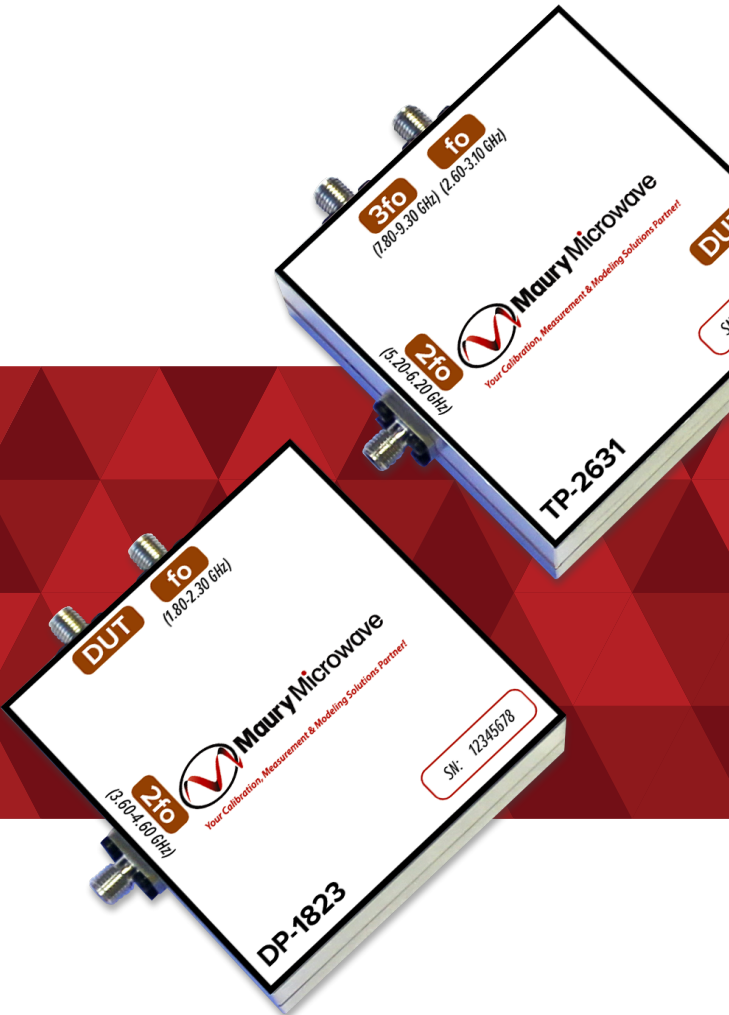 fo
(2.60-3.10 GHz)
3fo
(7.80-9.30 GHz)
2fo
(5.20-6.20 GHz)
Maury Microwave
Your Calibration, Measurement & Modeling Solutions Partner!
TP-2631
fo
(1.80-2.30 GHz)
DUT
2fo
(3.60-4.60 GHz)
Maury Microwave
Your Calibration, Measurement & Modeling Solutions Partner!
SN: 12345678
DP-1823